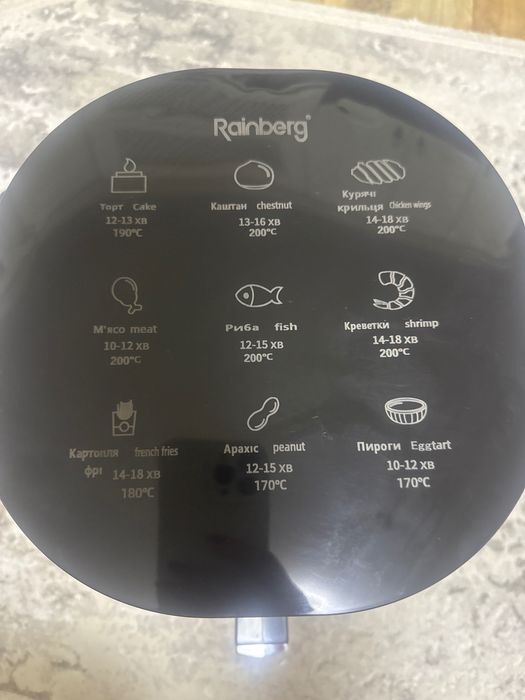 Rainberg®
Торт Cake
12-13 хв
190°C
Каштан chestnut
13-16 хв
200°C
Курячі
крильця Chicken wings
14-18 хв
200°C
М'ясо meat
10-12 хв
200°C
Риба fish
12-15 хв
200°C
Креветки shrimp
14-18 хв
200°C
Картопля french fries
фрі 14-18 хв
180°C
Арахіс peanut
12-15 хв
170°C
Пироги Eggtart
10-12 хв
170°C